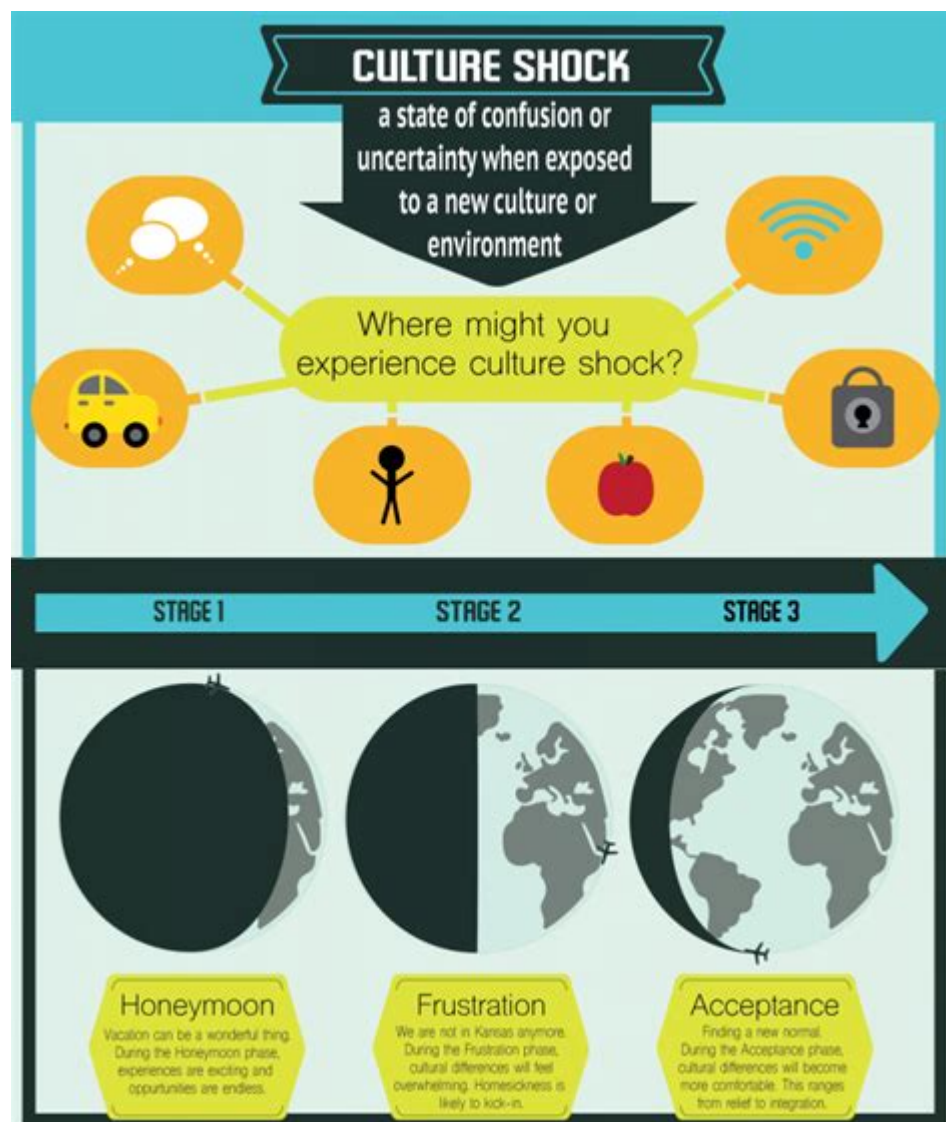 CULTURE SHOCK
a state of confusion or
uncertainty when exposed
to a new culture or
environment
Where might you
experience culture shock?
STAGE 1
STAGE 2
STAGE 3
Honeymoon
Vacation can be a wonderful thing.
During the Honeymoon phase,
experiences are exciting and
opportunities are endless.
Frustration
We are not in Kansas anymore.
During the Frustration phase,
cultural differences will feel
overwhelming. Homesickness is
likely to kick-in.
Acceptance
Finding a new normal.
During the Acceptance phase,
cultural differences will become
more comfortable. This ranges
from relief to integration.